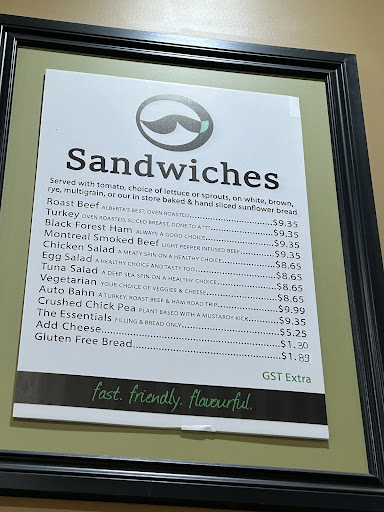 Sandwiches
Served with tomato, choice of lettuce or sprouts, on white, brown,
rye, multigrain, or our in store baked & hand sliced sunflower bread
Roast Beef ALBERTA'S BEST, OVEN ROASTED......$9.35
Turkey OVEN ROASTED, SLICED BREAST, DONE TO A "T"......$9.35
Black Forest Ham ALWAYS A GOOD CHOICE......$9.35
Montreal Smoked Beef LIGHT PEPPER INFUSED BEEF......$9.35
Chicken Salad A MEATY SPIN ON A HEALTHY CHOICE......$8.65
Egg Salad A HEALTHY CHOICE AND TASTY TOO......$8.65
Tuna Salad A DEEP SEA SPIN ON A HEALTHY CHOICE......$8.65
Vegetarian YOUR CHOICE OF VEGGIES & CHEESE......$8.65
Auto Bahn A TURKEY, ROAST BEEF & HAM ROAD TRIP......$9.99
Crushed Chick Pea PLANT BASED WITH A MUSTARDY KICK......$9.35
The Essentials FILLING & BREAD ONLY......$5.25
Add Cheese......$1.30
Gluten Free Bread......$1.89
GST Extra
fast. friendly. flavourful.